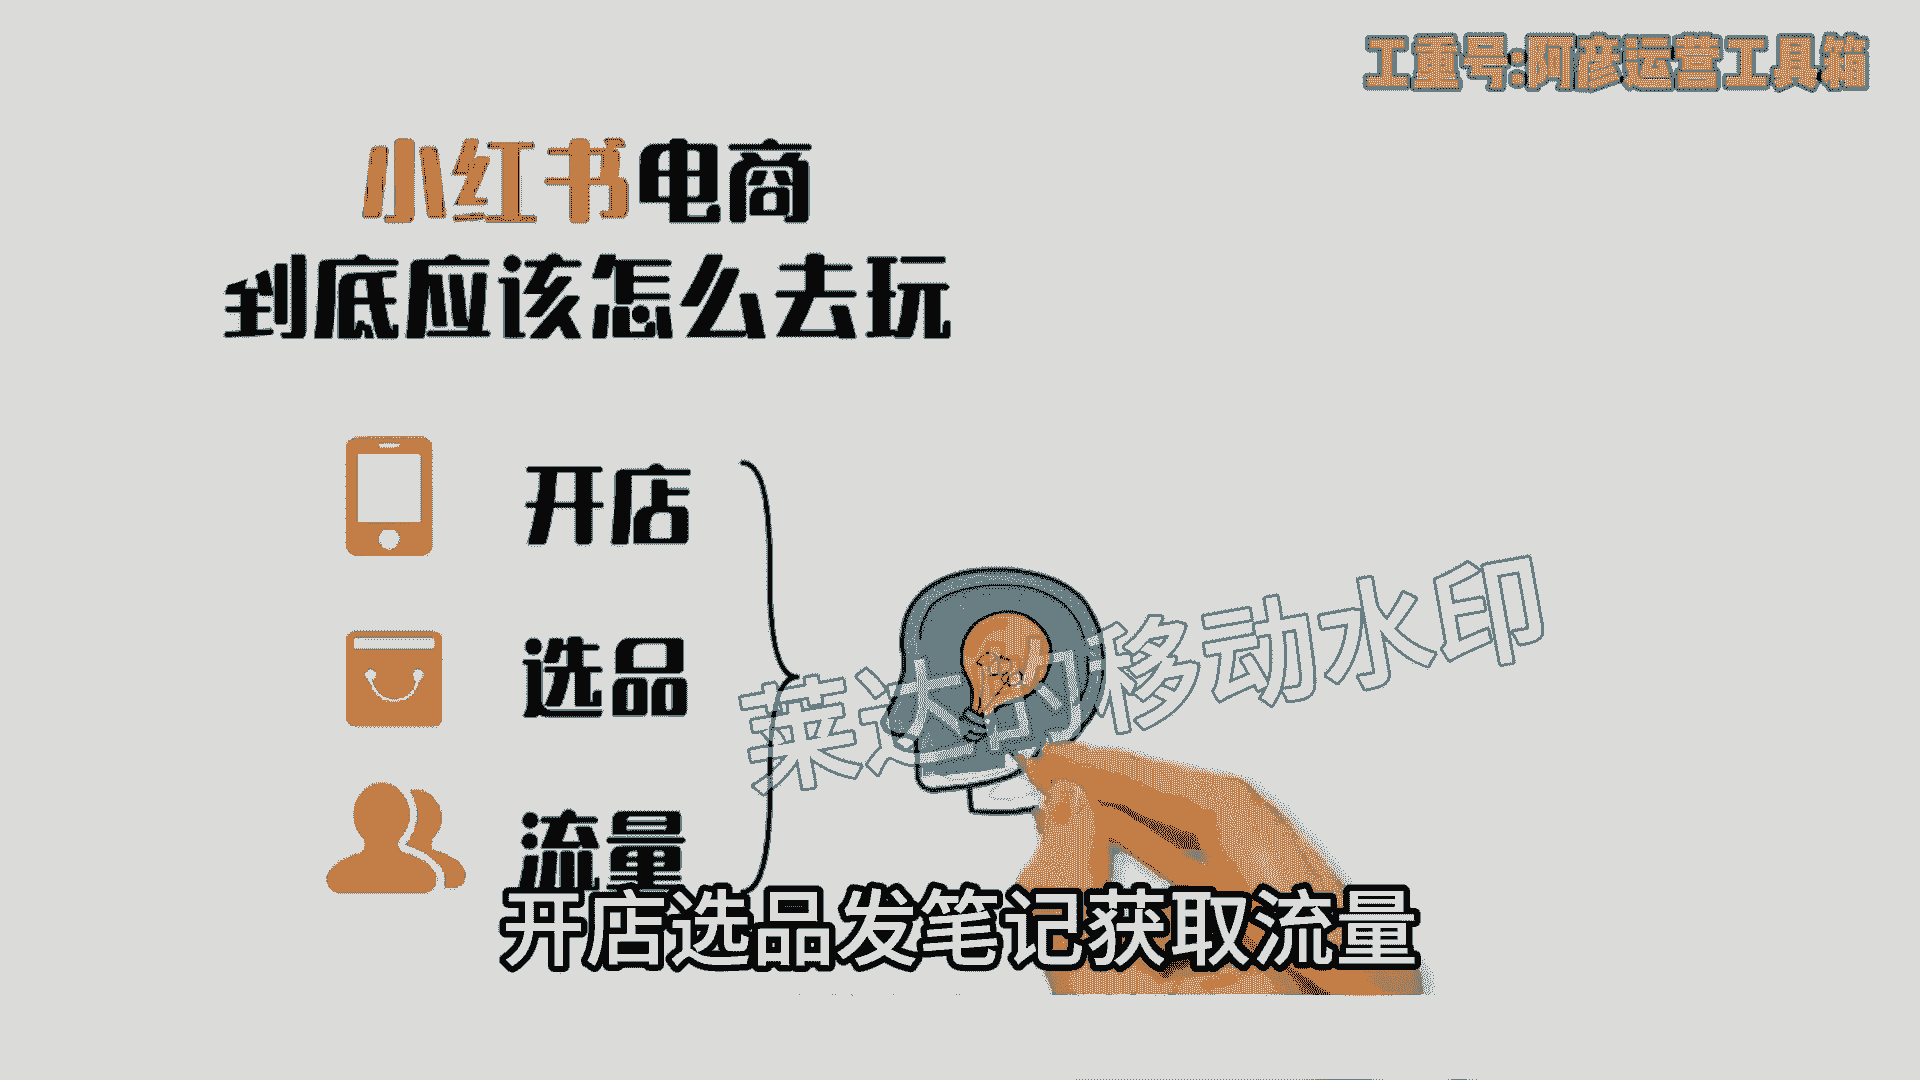 工重号:阿彦运营工具箱
小红书电商
到底应该怎么去玩
开店
选品
莱达的移动水印
流量
开店选品发笔记获取流量